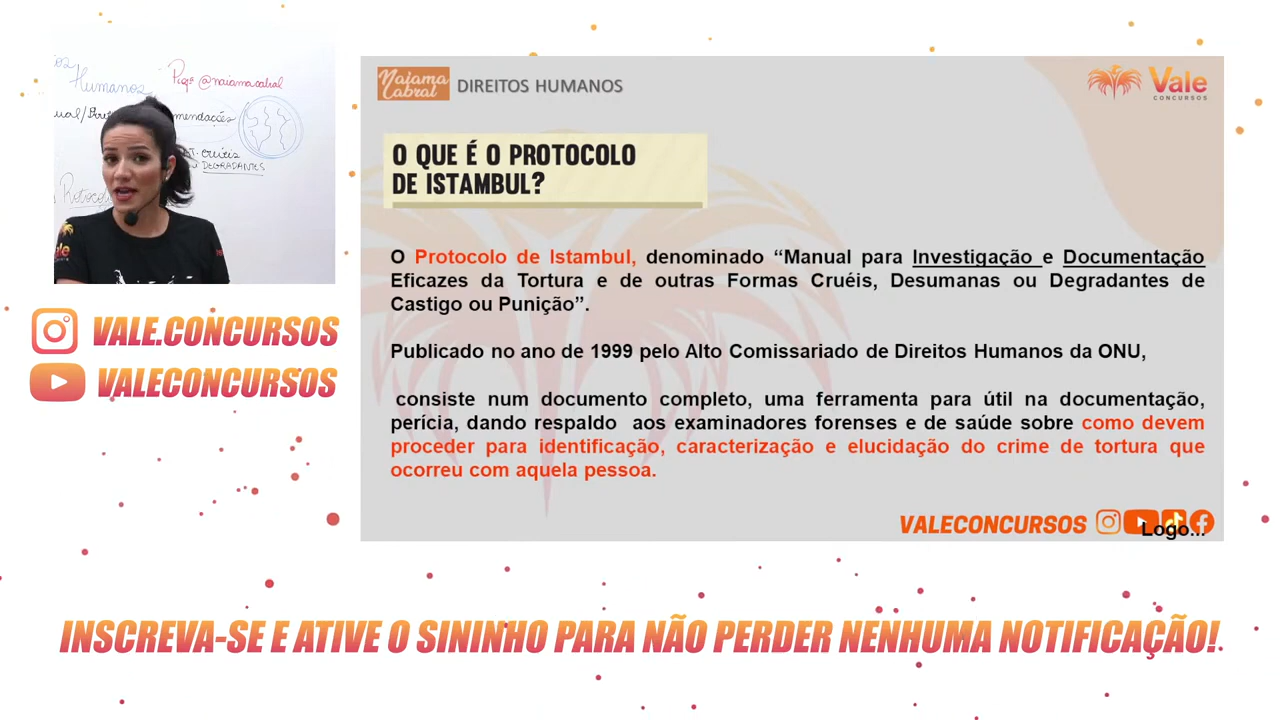 Humanos
Profª @naiamacabral
mendações
cruéis
DEGRADANTES
Protoco
Vale
VALE.CONCURSOS
VALECONCURSOS
Naiama
Cabral
DIREITOS HUMANOS
Vale
CONCURSOS
O QUE É O PROTOCOLO
DE ISTAMBUL?
O Protocolo de Istambul, denominado “Manual para Investigação e Documentação
Eficazes da Tortura e de outras Formas Cruéis, Desumanas ou Degradantes de
Castigo ou Punição”.
Publicado no ano de 1999 pelo Alto Comissariado de Direitos Humanos da ONU,
consiste num documento completo, uma ferramenta para útil na documentação,
perícia, dando respaldo aos examinadores forenses e de saúde sobre como devem
proceder para identificação, caracterização e elucidação do crime de tortura que
ocorreu com aquela pessoa.
VALECONCURSOS
Logo...
INSCREVA-SE E ATIVE O SININHO PARA NÃO PERDER NENHUMA NOTIFICAÇÃO!